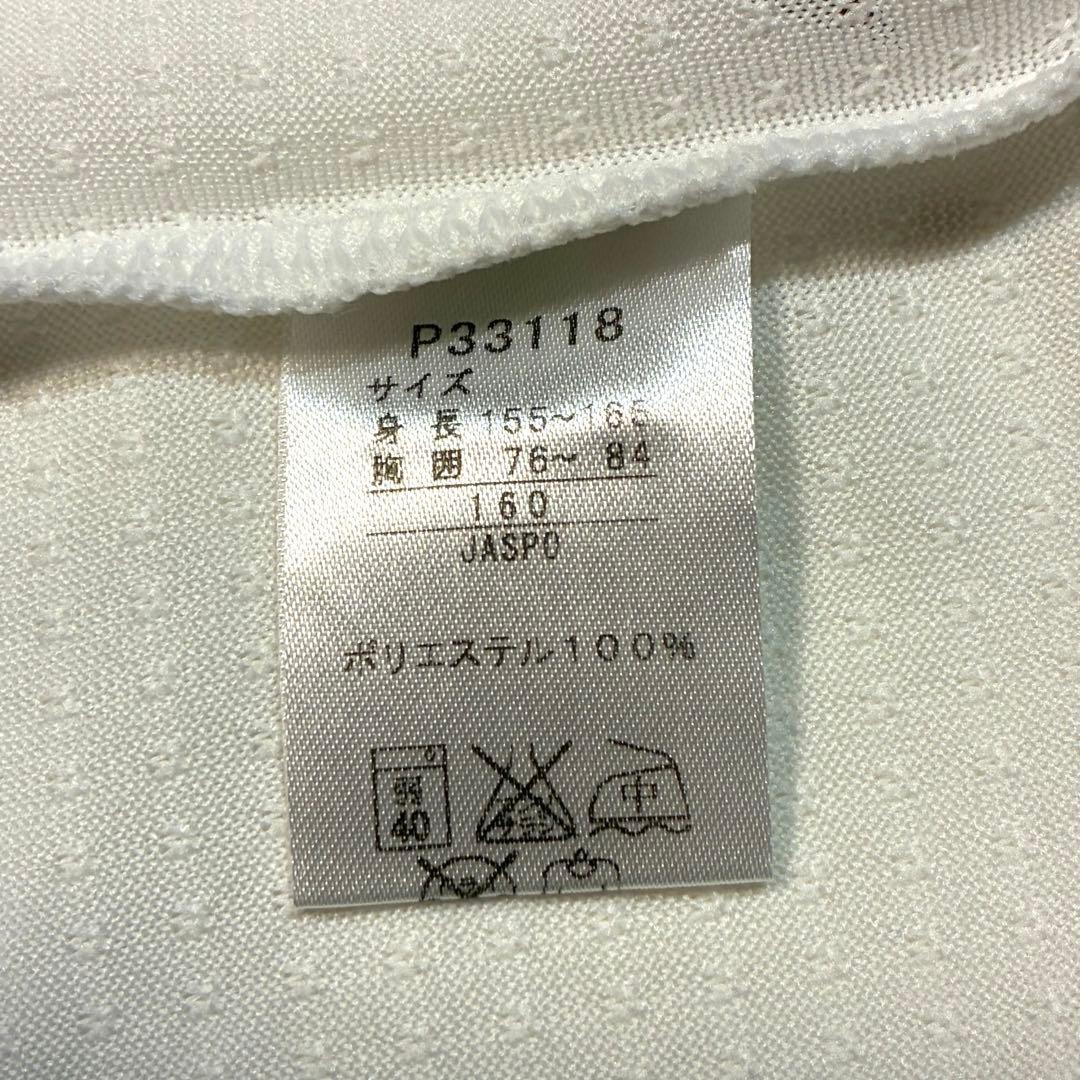 P33118
サイズ
身長 155~165
胸囲 76~ 84
160
JASPO
ポリエステル100%
弱
40
中